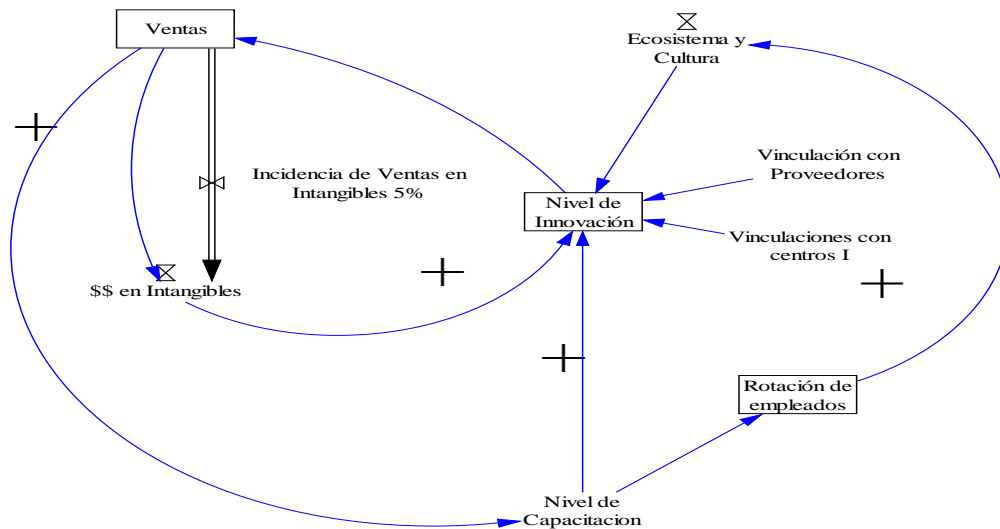 Ventas
Ecosistema y
Cultura
Incidencia de Ventas en
Intangibles 5%
Vinculación con
Proveedores
Nivel de
Innovación
Vinculaciones con
centros I
$$ en Intangibles
Rotación de
empleados
Nivel de
Capacitacion